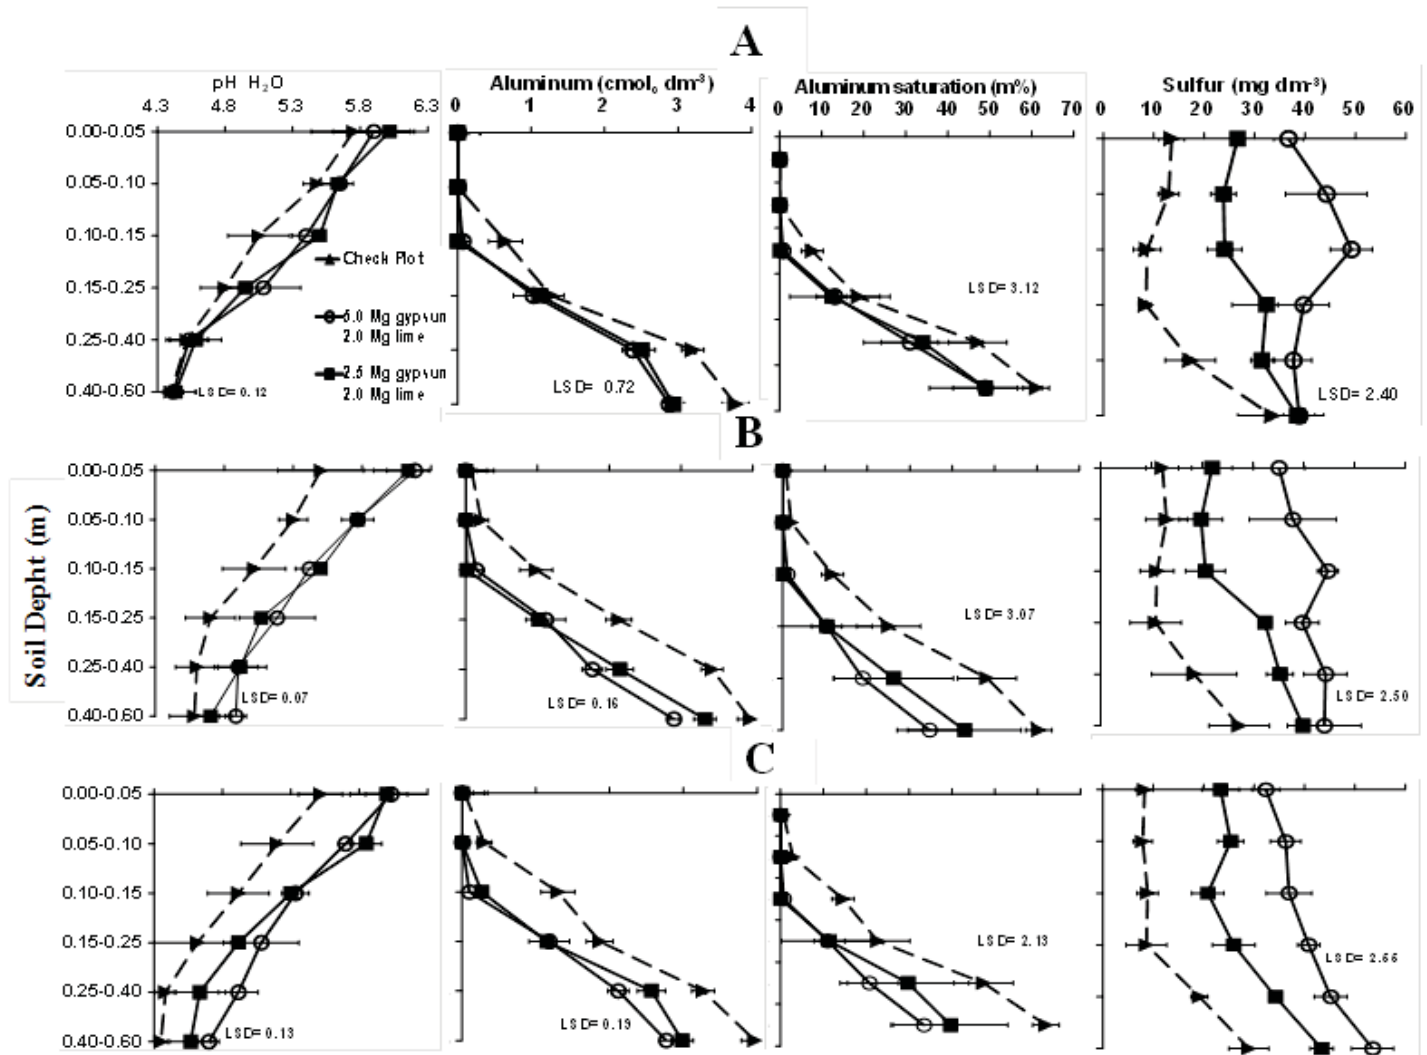 A
pH H₂O
Aluminum (cmolc dm-3)
Aluminum saturation (m%)
Sulfur (mg dm-3)
4.3 4.8 5.3 5.8 6.3
0 1 2 3 4
0 10 20 30 40 50 60 70
0 10 20 30 40 50 60
0.00-0.05
0.05-0.10
0.10-0.15
0.15-0.25
0.25-0.40
0.40-0.60
Check Plot
5.0 Mg gypsun
2.0 Mg lime
2.5 Mg gypsun
2.0 Mg lime
LSD= 0.12
LSD= 0.72
LSD= 3.12
LSD= 2.40
B
Soil Depht (m)
0.00-0.05
0.05-0.10
0.10-0.15
0.15-0.25
0.25-0.40
0.40-0.60
LSD= 0.07
LSD= 0.16
LSD= 3.07
LSD= 2.50
C
0.00-0.05
0.05-0.10
0.10-0.15
0.15-0.25
0.25-0.40
0.40-0.60
LSD= 0.13
LSD= 0.19
LSD= 2.13
LSD= 2.66